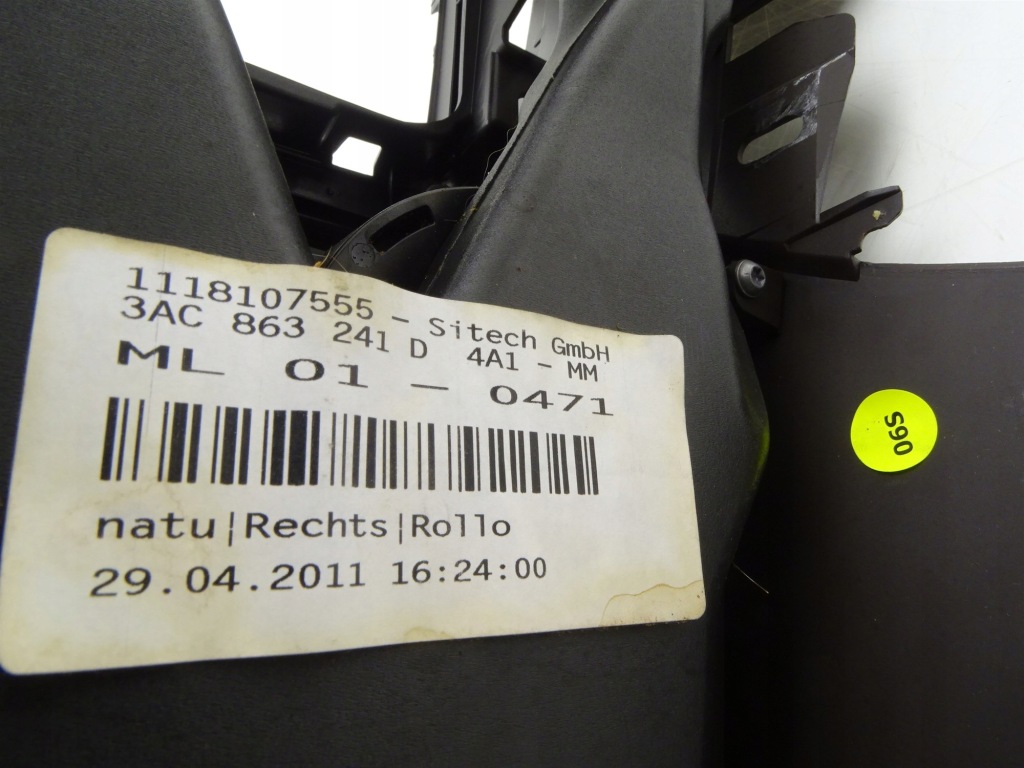 1118107555 - Sitech GmbH
3AC 863 241 D 4A1 - MM
ML 01 - 0471
natu|Rechts|Rollo
29.04.2011 16:24:00
S90